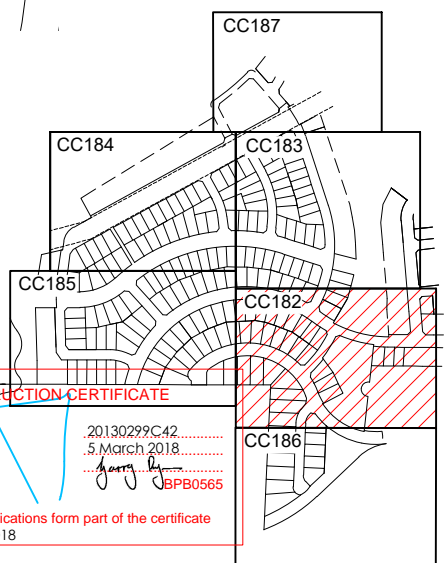 CC187
CC184
CC183
CC185
CC182
UCTION CERTIFICATE
20130299C42
5 March 2018
BPB0565
CC186
ications form part of the certificate
18